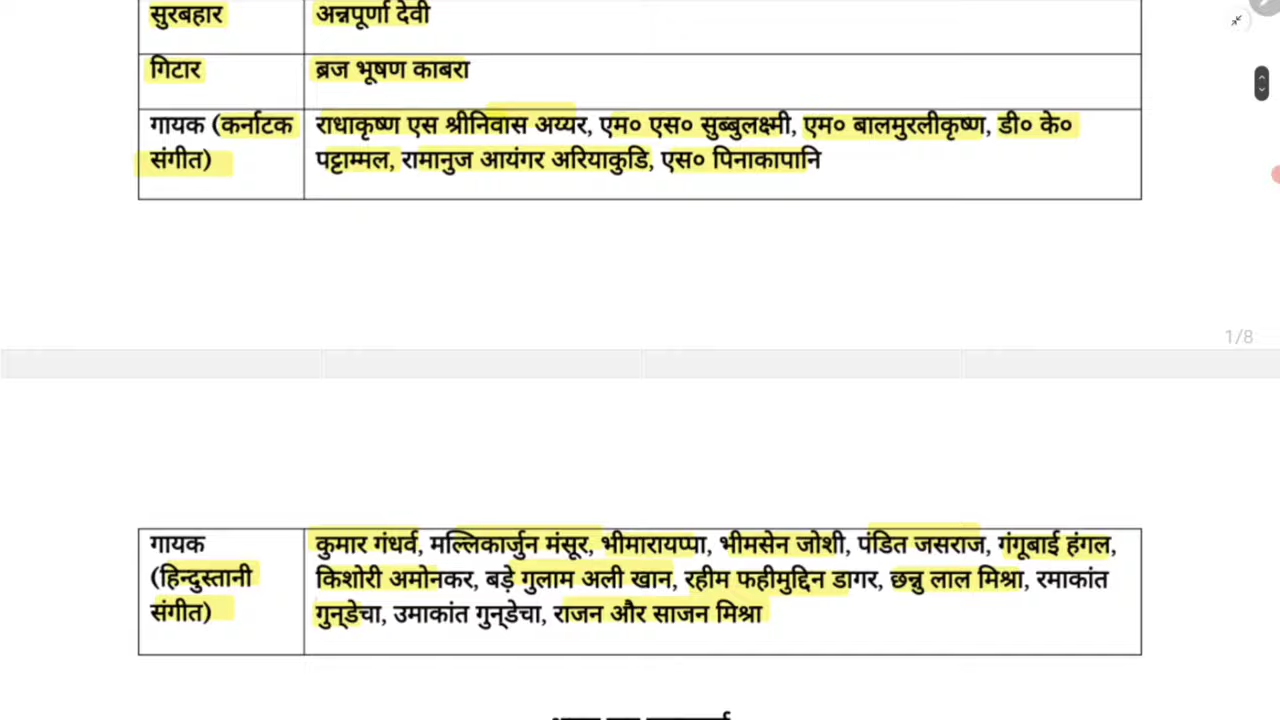 सुरबहार अन्नपूर्णा देवी
गिटार ब्रज भूषण काबरा
गायक (कर्नाटक संगीत) राधाकृष्ण एस श्रीनिवास अय्यर, एम० एस० सुब्बुलक्ष्मी, एम० बालमुरलीकृष्ण, डी० के०
पट्टाम्मल, रामानुज आयंगर अरियाकुडि, एस० पिनाकापानि
1/8
गायक (हिन्दुस्तानी संगीत) कुमार गंधर्व, मल्लिकार्जुन मंसूर, भीमारायप्पा, भीमसेन जोशी, पंडित जसराज, गंगूबाई हंगल,
किशोरी अमोनकर, बड़े गुलाम अली खान, रहीम फहीमुद्दिन डागर, छन्नु लाल मिश्रा, रमाकांत
गुन्‌डेचा, उमाकांत गुन्‌डेचा, राजन और साजन मिश्रा